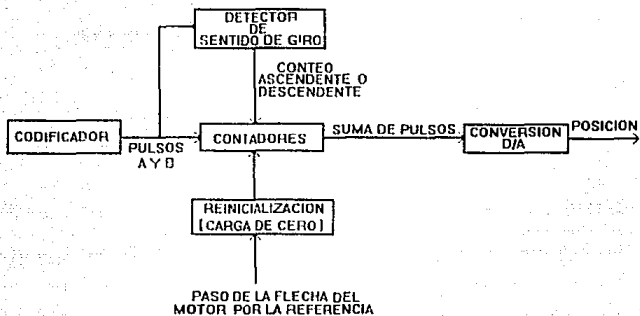 DETECTOR
DE
SENTIDO DE GIRO
CONTEO
ASCENDENTE O
DESCENDENTE
CODIFICADOR
PULSOS
A Y B
CONTADORES
SUMA DE PULSOS
CONVERSION
D/A
POSICION
REINICIALIZACION
(CARGA DE CERO)
PASO DE LA FLECHA DEL
MOTOR POR LA REFERENCIA